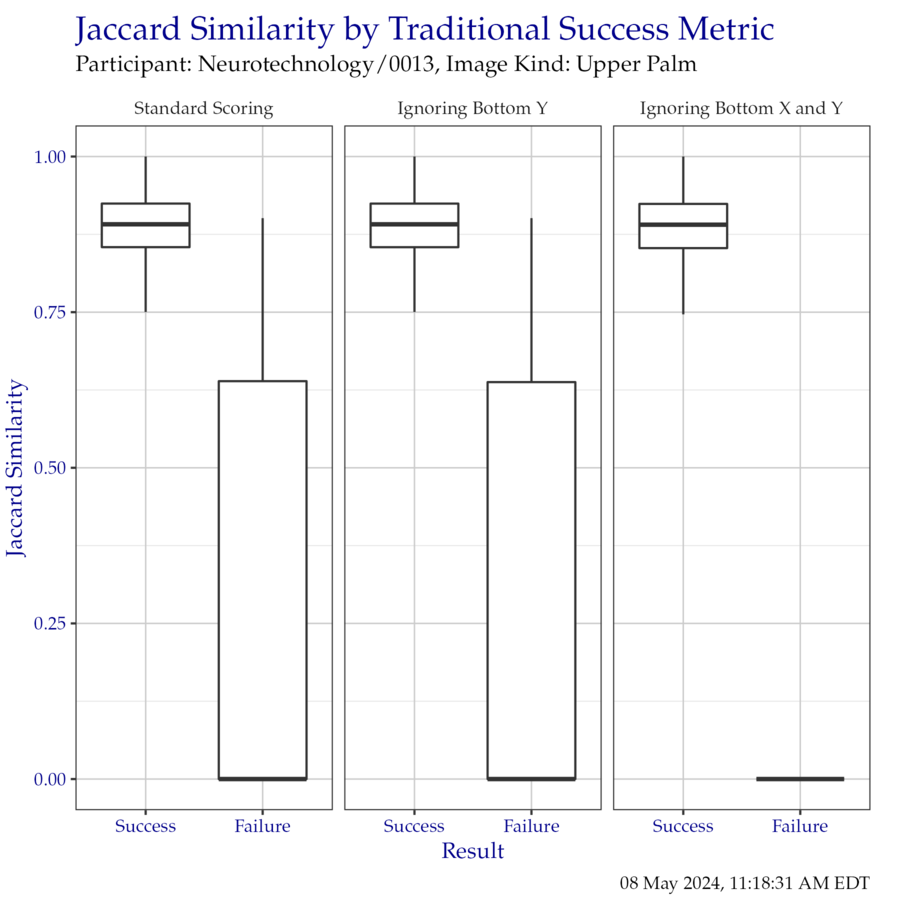 Jaccard Similarity by Traditional Success Metric
Participant: Neurotechnology/0013, Image Kind: Upper Palm
Standard Scoring
Ignoring Bottom Y
Ignoring Bottom X and Y
Jaccard Similarity
1.00
0.75
0.50
0.25
0.00
Success Failure
Success Failure
Success Failure
Result
08 May 2024, 11:18:31 AM EDT